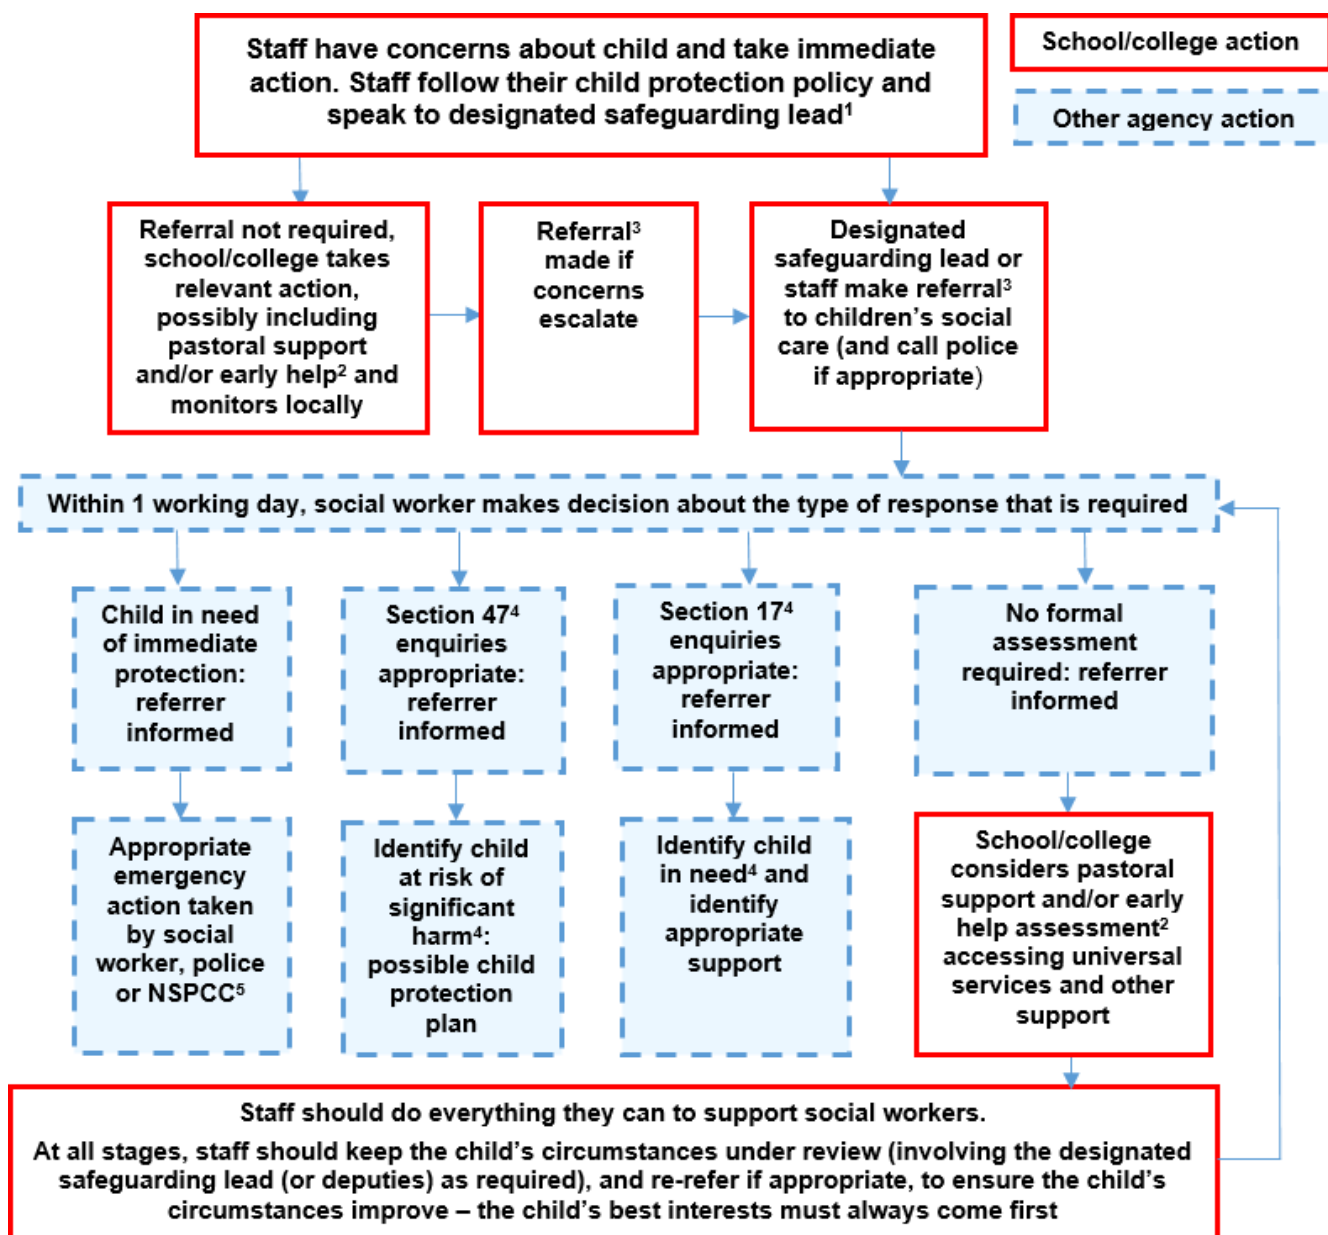 Staff have concerns about child and take immediate
action. Staff follow their child protection policy and
speak to designated safeguarding lead¹
School/college action
Other agency action
Referral not required,
school/college takes
relevant action,
possibly including
pastoral support
and/or early help² and
monitors locally
Referral³
made if
concerns
escalate
Designated
safeguarding lead or
staff make referral³
to children's social
care (and call police
if appropriate)
Within 1 working day, social worker makes decision about the type of response that is required
Child in need
of immediate
protection:
referrer
informed
Section 47⁴
enquiries
appropriate:
referrer
informed
Section 17⁴
enquiries
appropriate:
referrer
informed
No formal
assessment
required: referrer
informed
Appropriate
emergency
action taken
by social
worker, police
or NSPCC⁵
Identify child
at risk of
significant
harm⁴:
possible child
protection
plan
Identify child
in need⁴ and
identify
appropriate
support
School/college
considers pastoral
support and/or early
help assessment²
accessing universal
services and other
support
Staff should do everything they can to support social workers.
At all stages, staff should keep the child's circumstances under review (involving the designated
safeguarding lead (or deputies) as required), and re-refer if appropriate, to ensure the child's
circumstances improve – the child's best interests must always come first